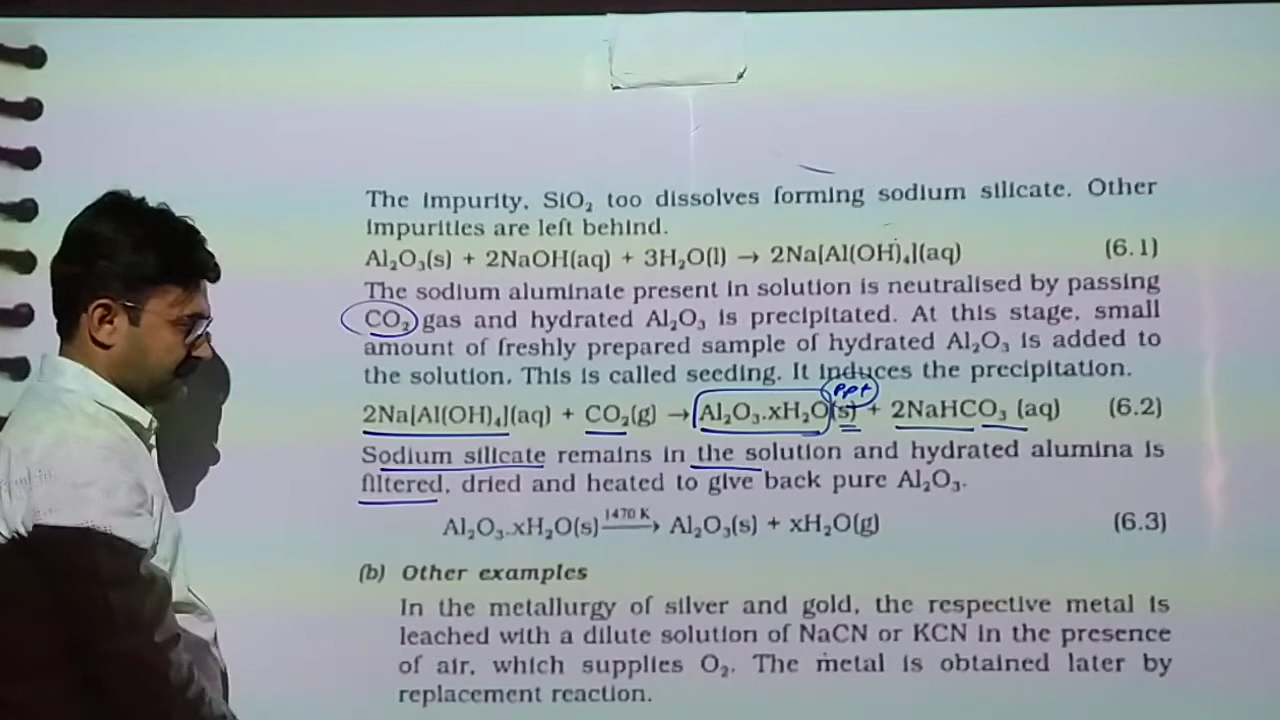 The impurity, SiO₂ too dissolves forming sodium silicate. Other
impurities are left behind.
Al₂O₃(s) + 2NaOH(aq) + 3H₂O(l) → 2Na[Al(OH)₄](aq) (6.1)
The sodium aluminate present in solution is neutralised by passing
CO₂ gas and hydrated Al₂O₃ is precipitated. At this stage, small
amount of freshly prepared sample of hydrated Al₂O₃ is added to
the solution. This is called seeding. It induces the precipitation.
ppt
2Na[Al(OH)₄](aq) + CO₂(g) → Al₂O₃.xH₂O(s) + 2NaHCO₃ (aq) (6.2)
Sodium silicate remains in the solution and hydrated alumina is
filtered, dried and heated to give back pure Al₂O₃.
1470 K
Al₂O₃.xH₂O(s) → Al₂O₃(s) + xH₂O(g) (6.3)
(b) Other examples
In the metallurgy of silver and gold, the respective metal is
leached with a dilute solution of NaCN or KCN in the presence
of air, which supplies O₂. The metal is obtained later by
replacement reaction.